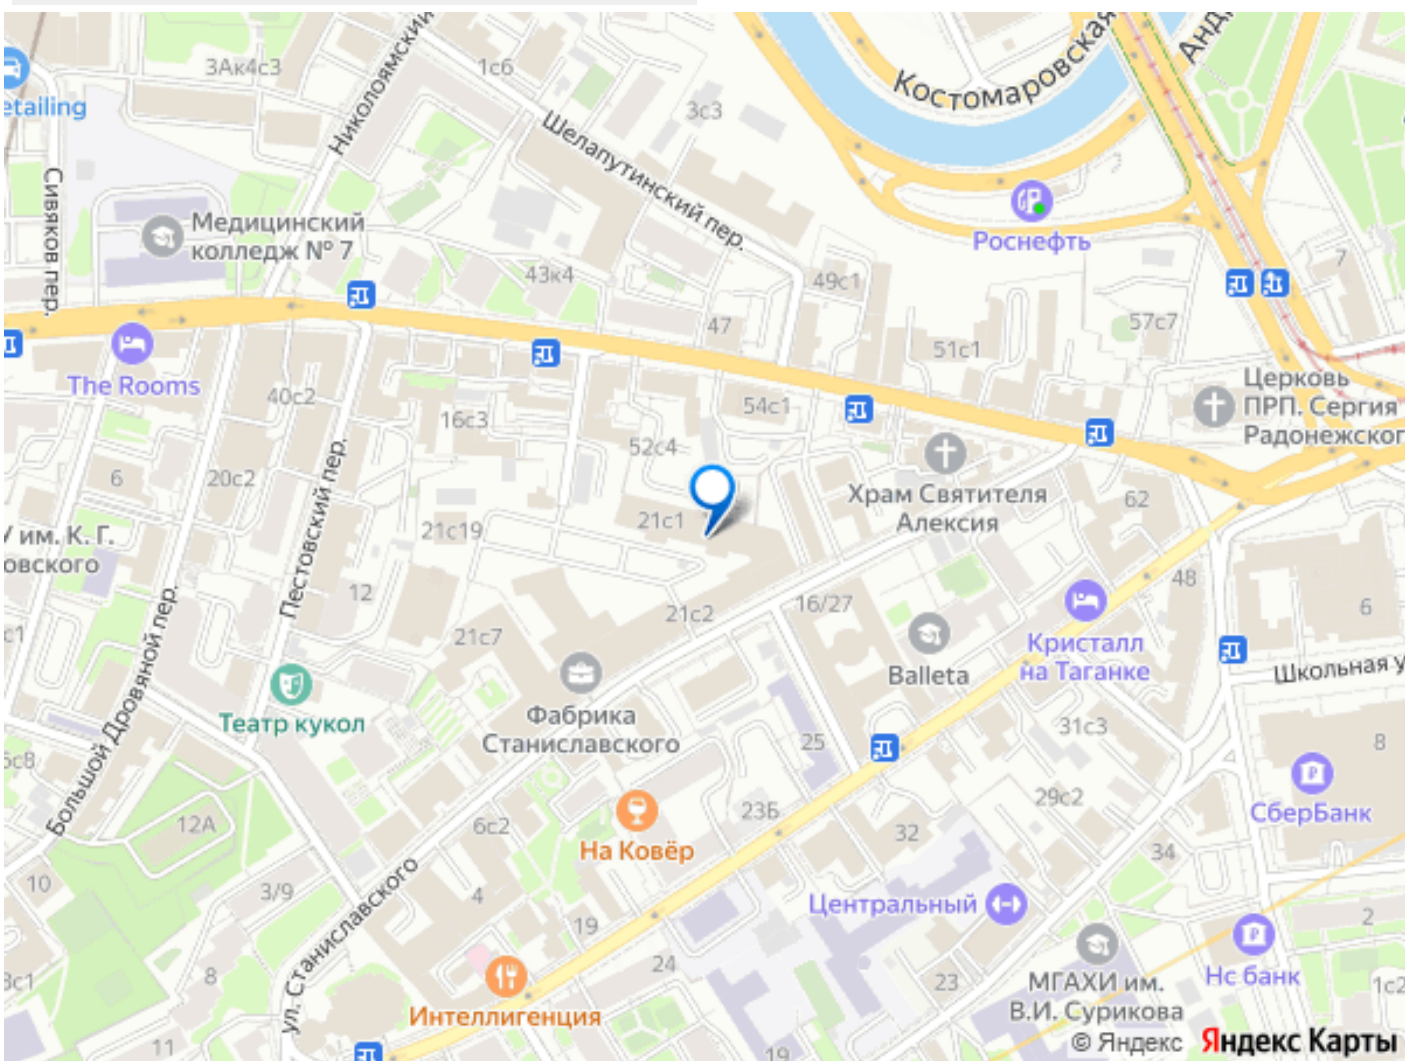 Костомаровская
3Ак4с3
1с6
Николоямский
etailing
3с3
Шелапутинский пер.
Сивяков пер.
Медицинский
колледж № 7
Роснефть
43к4
49с1
7
47
57с7
51с1
The Rooms
40с2
Церковь
ПРП. Сергия
Радонежског
54с1
16с3
52с4
6
20с2
Пестовский пер.
Храм Святителя
Алексия
62
21с1
21с19
им. К. Г.
овского
12
48
16/27
6
21с2
с1
21с7
Кристалл
на Таганке
Balleta
Школьная у
Большой Дровяной пер.
Театр кукол
Фабрика
Станиславского
25
31с3
8
СберБанк
29с2
23Б
12А
6с2
32
На Ковёр
34
10
3/9
4
Центральный
ул. Станиславского
19
2
24
8
23
МГАХИ им.
В.И. Сурикова
Нс банк
1с2
Интеллигенция
11
19
© Яндекс Яндекс Карты